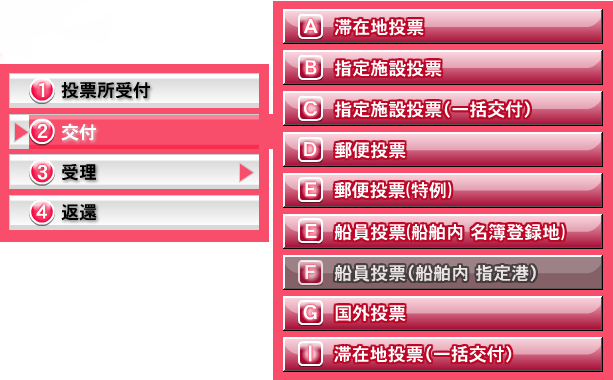 ① 投票所受付
② 交付
③ 受理
④ 返還
A 滞在地投票
B 指定施設投票
C 指定施設投票(一括交付)
D 郵便投票
E 郵便投票(特例)
E 船員投票(船舶内 名簿登録地)
F 船員投票(船舶内 指定港)
G 国外投票
I 滞在地投票(一括交付)